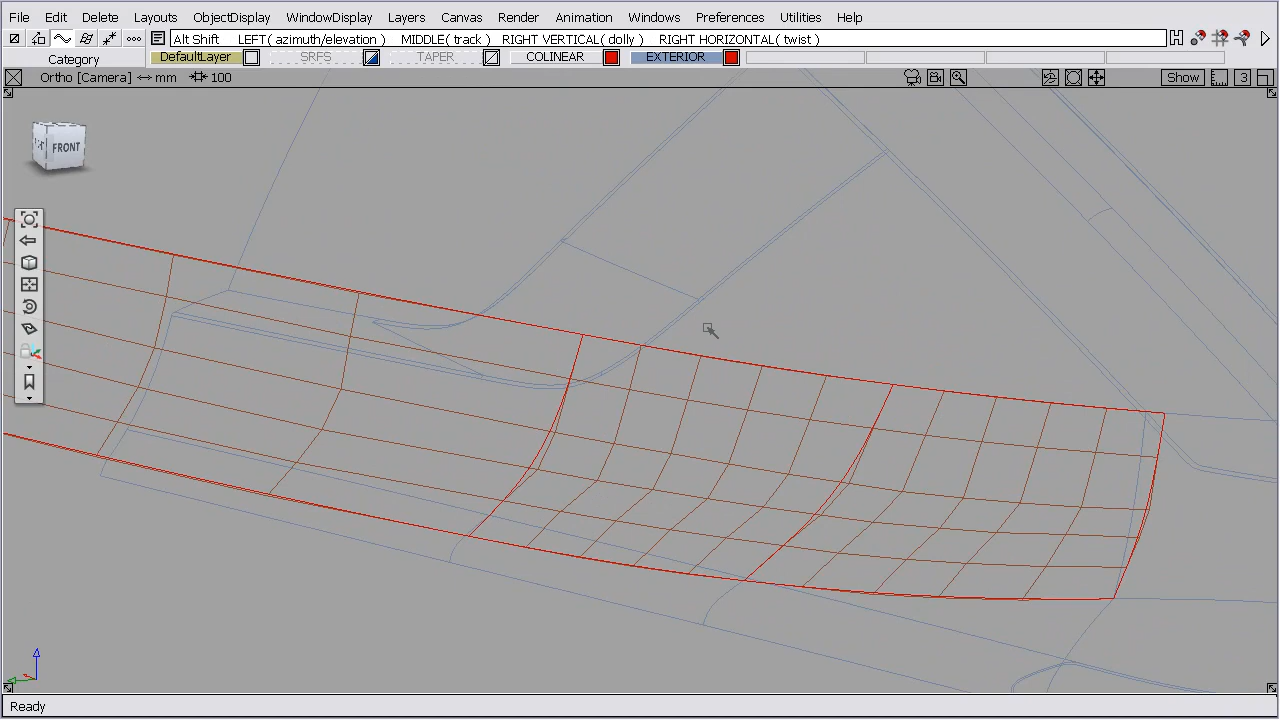 File Edit Delete Layouts ObjectDisplay WindowDisplay Layers Canvas Render Animation Windows Preferences Utilities Help
Alt Shift LEFT( azimuth/elevation ) MIDDLE( track ) RIGHT VERTICAL( dolly ) RIGHT HORIZONTAL( twist )
Category DefaultLayer SRFS TAPER COLINEAR EXTERIOR
Ortho [Camera] mm 100 Show 3
FRONT
Ready